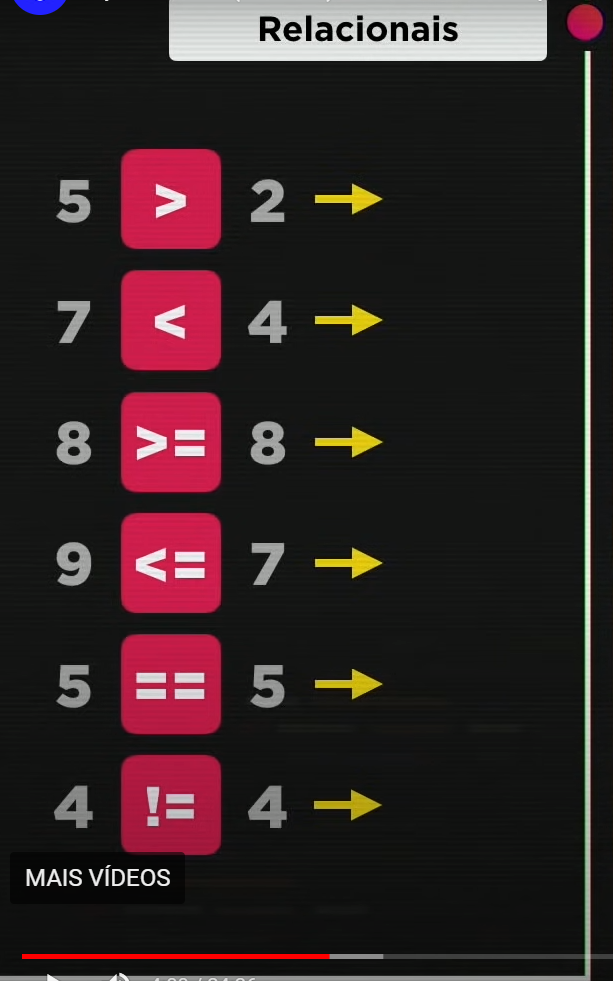 Relacionais
5 > 2
7 < 4
8 >= 8
9 <= 7
5 == 5
4 != 4
MAIS VÍDEOS